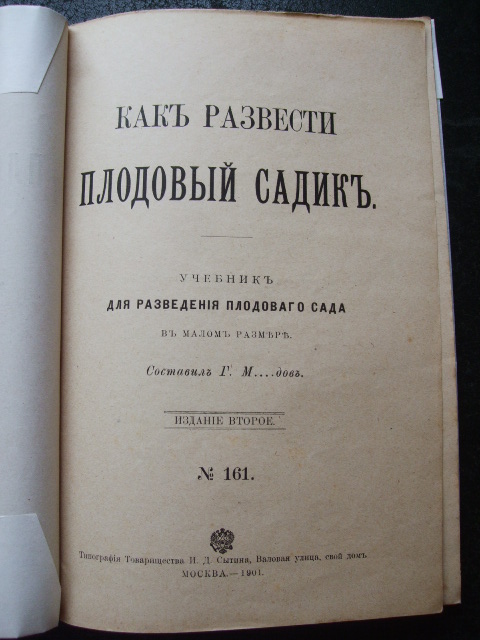 КАКЪ РАЗВЕСТИ
ПЛОДОВЫЙ САДИКЪ.
УЧЕБНИКЪ
ДЛЯ РАЗВЕДЕНІЯ ПЛОДОВАГО САДА
ВЪ МАЛОМЪ РАЗМѢРѢ.
Составилъ Г. М....довъ.
ИЗДАНІЕ ВТОРОЕ.
№ 161.
Типографія Товарищества И. Д. Сытина, Валовая улица, свой домъ.
МОСКВА.—1901.